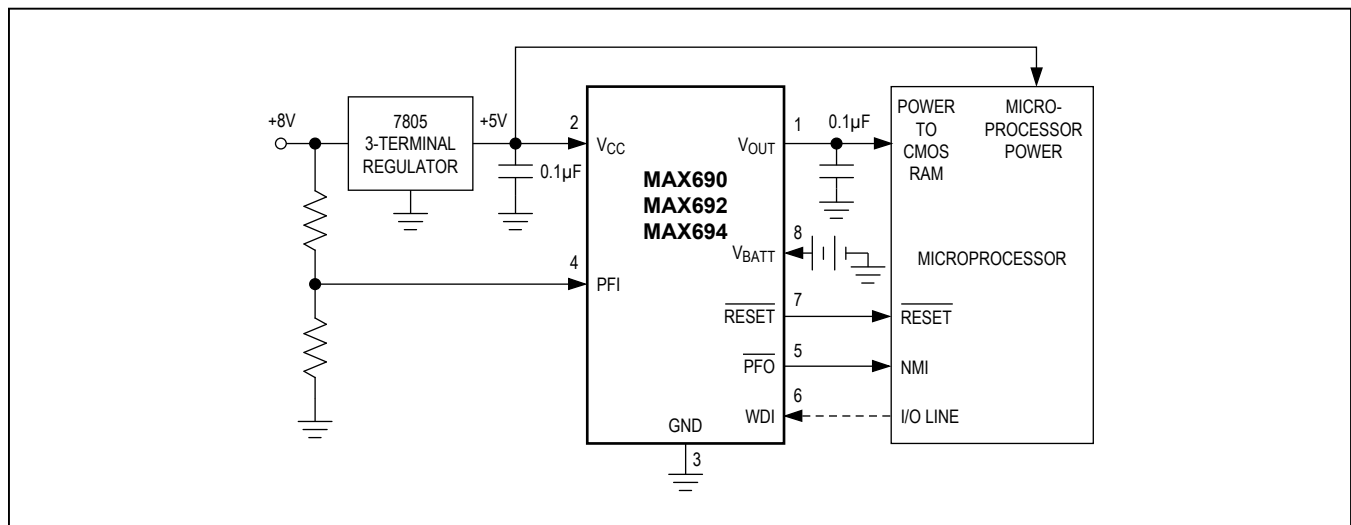 +8V
7805
3-TERMINAL
REGULATOR
+5V
0.1µF
2
VCC
4
PFI
MAX690
MAX692
MAX694
GND
3
1
VOUT
0.1µF
8
VBATT
7
RESET
5
PFO
6
WDI
POWER
TO
CMOS
RAM
MICRO-
PROCESSOR
POWER
MICROPROCESSOR
RESET
NMI
I/O LINE